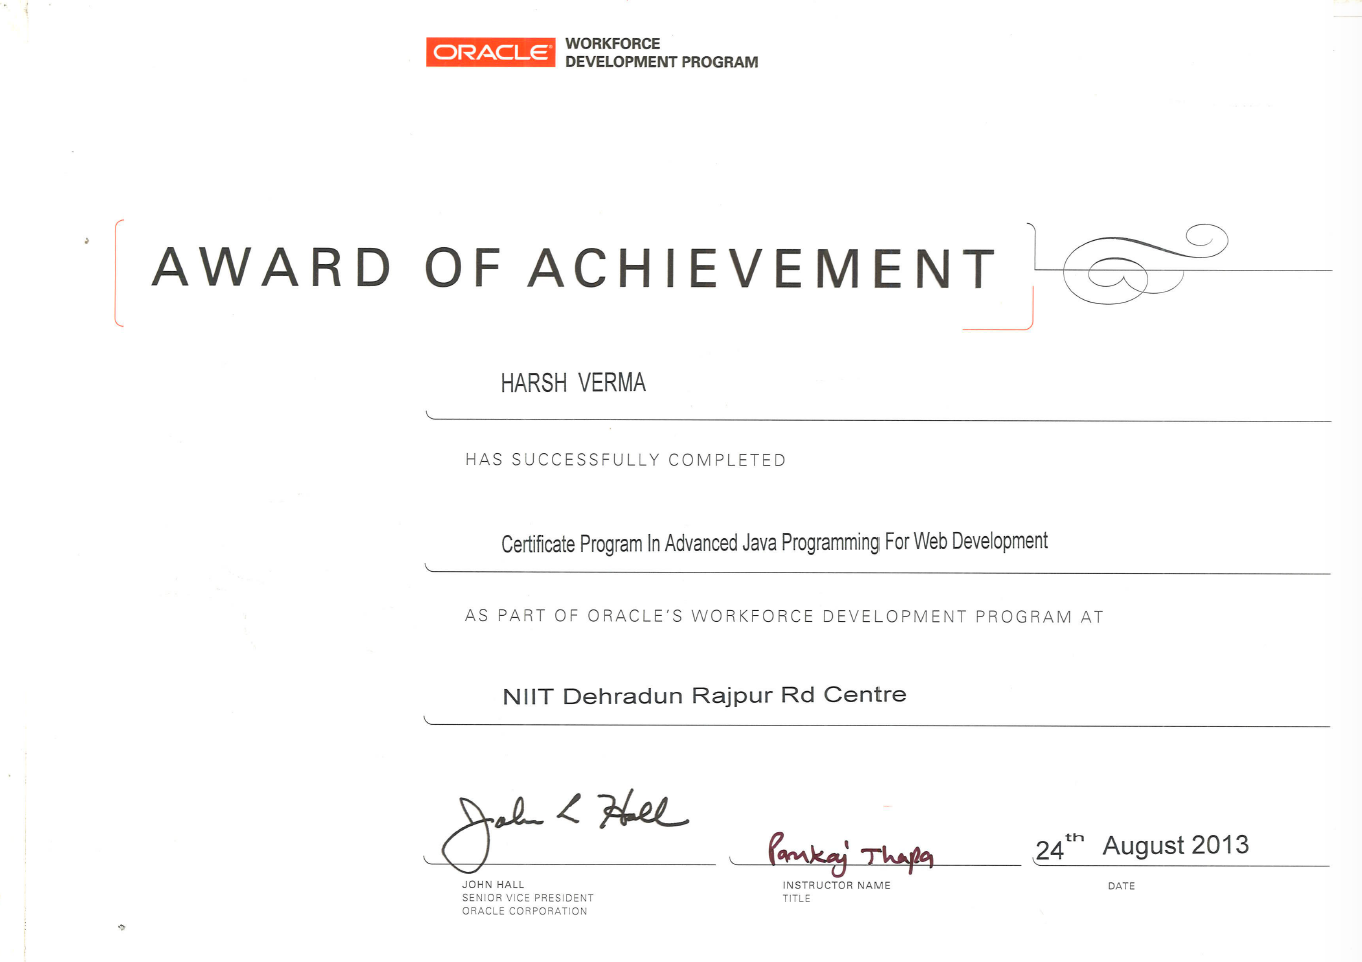 ORACLE WORKFORCE
DEVELOPMENT PROGRAM
AWARD OF ACHIEVEMENT
HARSH VERMA
HAS SUCCESSFULLY COMPLETED
Certificate Program In Advanced Java Programming For Web Development
AS PART OF ORACLE'S WORKFORCE DEVELOPMENT PROGRAM AT
NIIT Dehradun Rajpur Rd Centre
John L Hall
Pankaj Thapa
24th August 2013
JOHN HALL
SENIOR VICE PRESIDENT
ORACLE CORPORATION
INSTRUCTOR NAME
TITLE
DATE